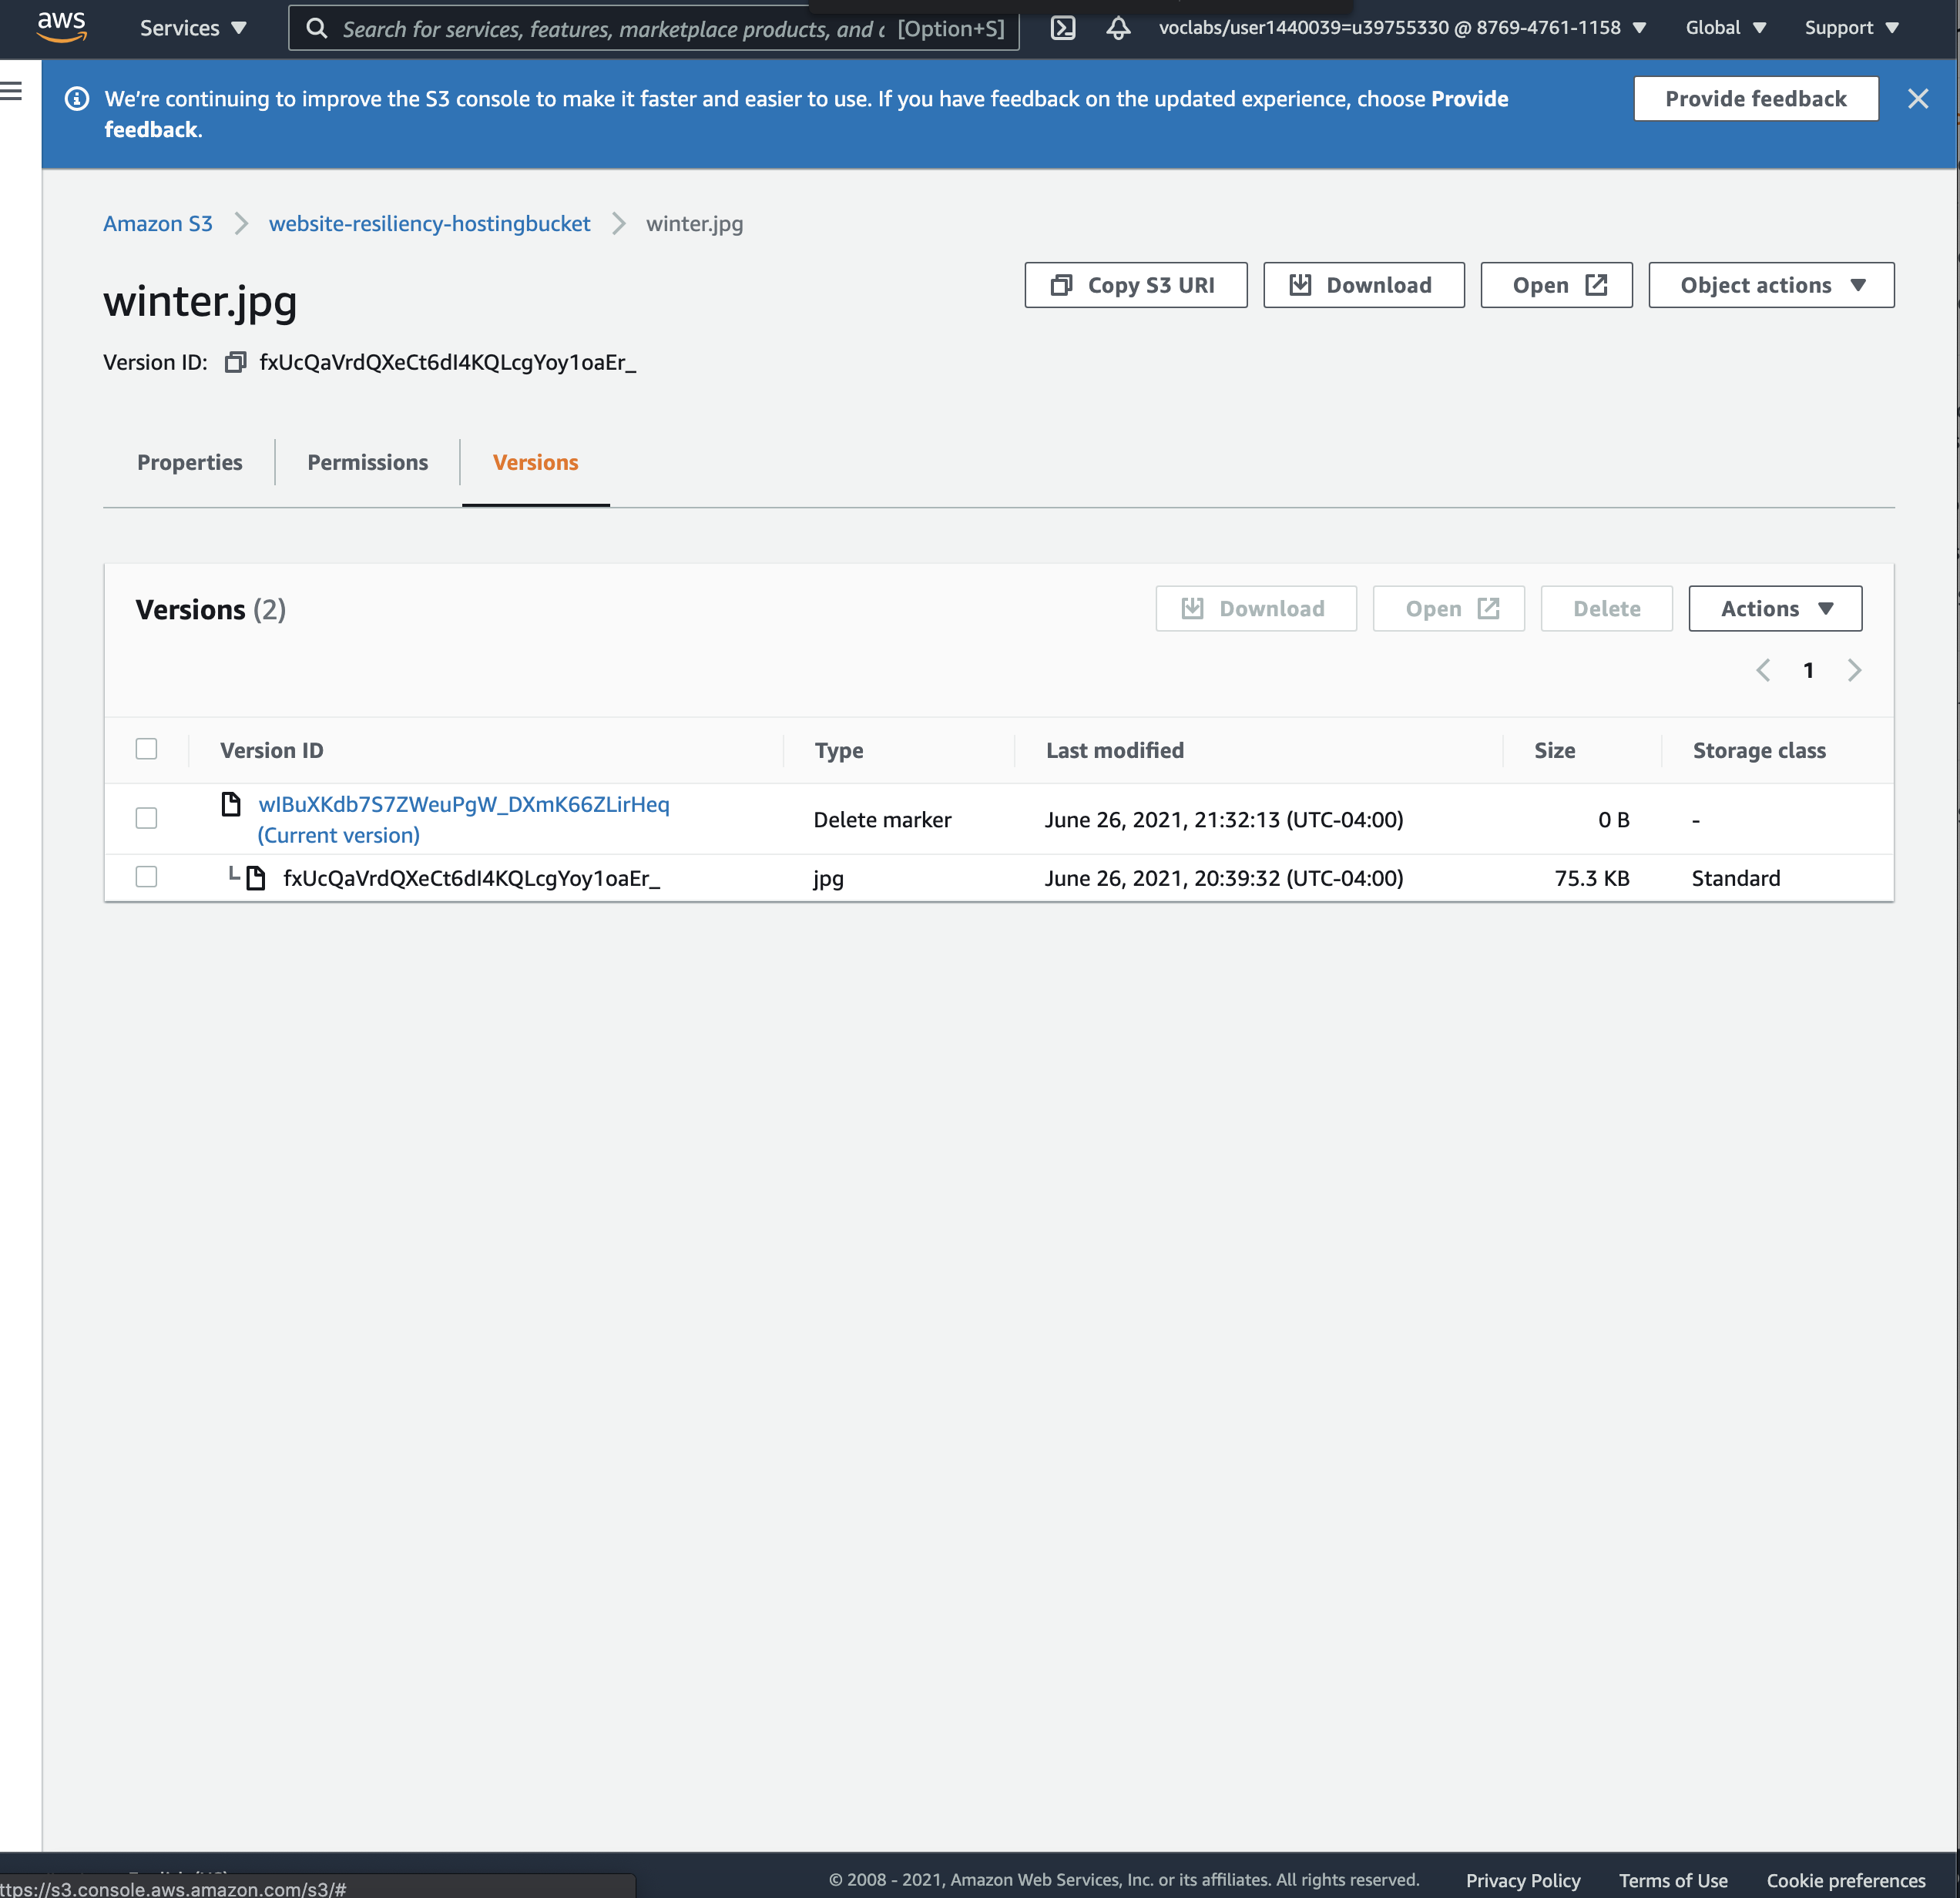 aws
Services
Search for services, features, marketplace products, and [Option+S]
voclabs/user1440039=u39755330 @ 8769-4761-1158
Global
Support
We're continuing to improve the S3 console to make it faster and easier to use. If you have feedback on the updated experience, choose Provide
feedback.
Provide feedback
Amazon S3
website-resiliency-hostingbucket
winter.jpg
winter.jpg
Copy S3 URI
Download
Open
Object actions
Version ID: fxUcQaVrdQXeCt6dI4KQLcgYoy1oaEr_
Properties
Permissions
Versions
Versions (2)
Download
Open
Delete
Actions
1
Version ID
Type
Last modified
Size
Storage class
wIBuXKdb7S7ZWeuPgW_DXmK66ZLirHeq
(Current version)
Delete marker
June 26, 2021, 21:32:13 (UTC-04:00)
0 B
-
fxUcQaVrdQXeCt6dI4KQLcgYoy1oaEr_
jpg
June 26, 2021, 20:39:32 (UTC-04:00)
75.3 KB
Standard
ttps://s3.console.aws.amazon.com/s3/#
© 2008 - 2021, Amazon Web Services, Inc. or its affiliates. All rights reserved.
Privacy Policy
Terms of Use
Cookie preferences